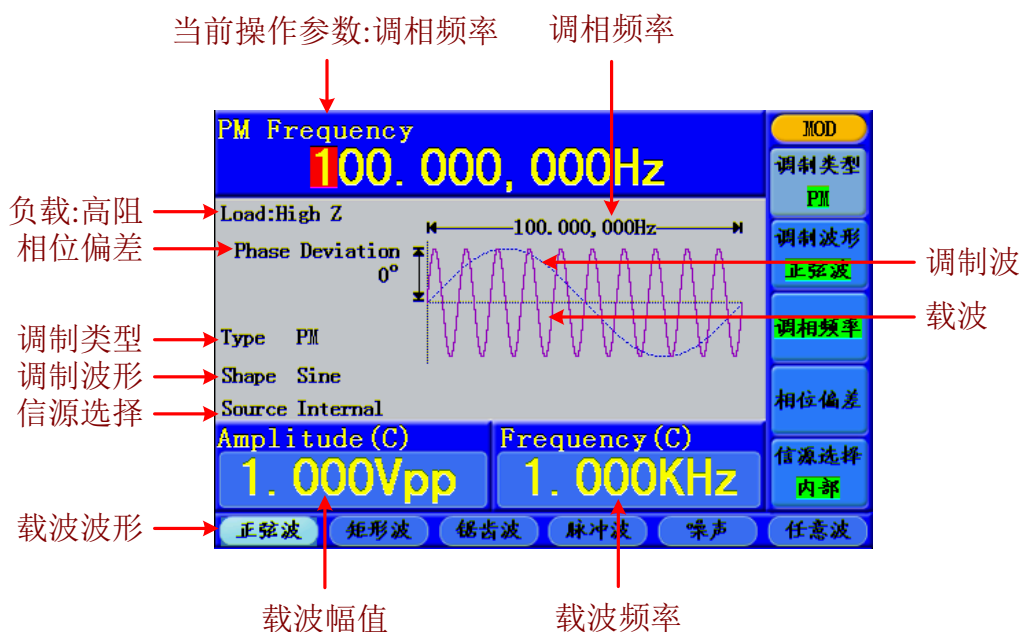 当前操作参数:调相频率
调相频率
PM Frequency
100.000,000Hz
MOD
调制类型
PM
调制波形
正弦波
调相频率
相位偏差
信源选择
内部
负载:高阻
Load:High Z
相位偏差
Phase Deviation
0°
100.000,000Hz
调制波
载波
调制类型
Type PM
调制波形
Shape Sine
信源选择
Source Internal
Amplitude(C)
1.000Vpp
Frequency(C)
1.000KHz
载波波形
正弦波 矩形波 锯齿波 脉冲波 噪声 任意波
载波幅值
载波频率